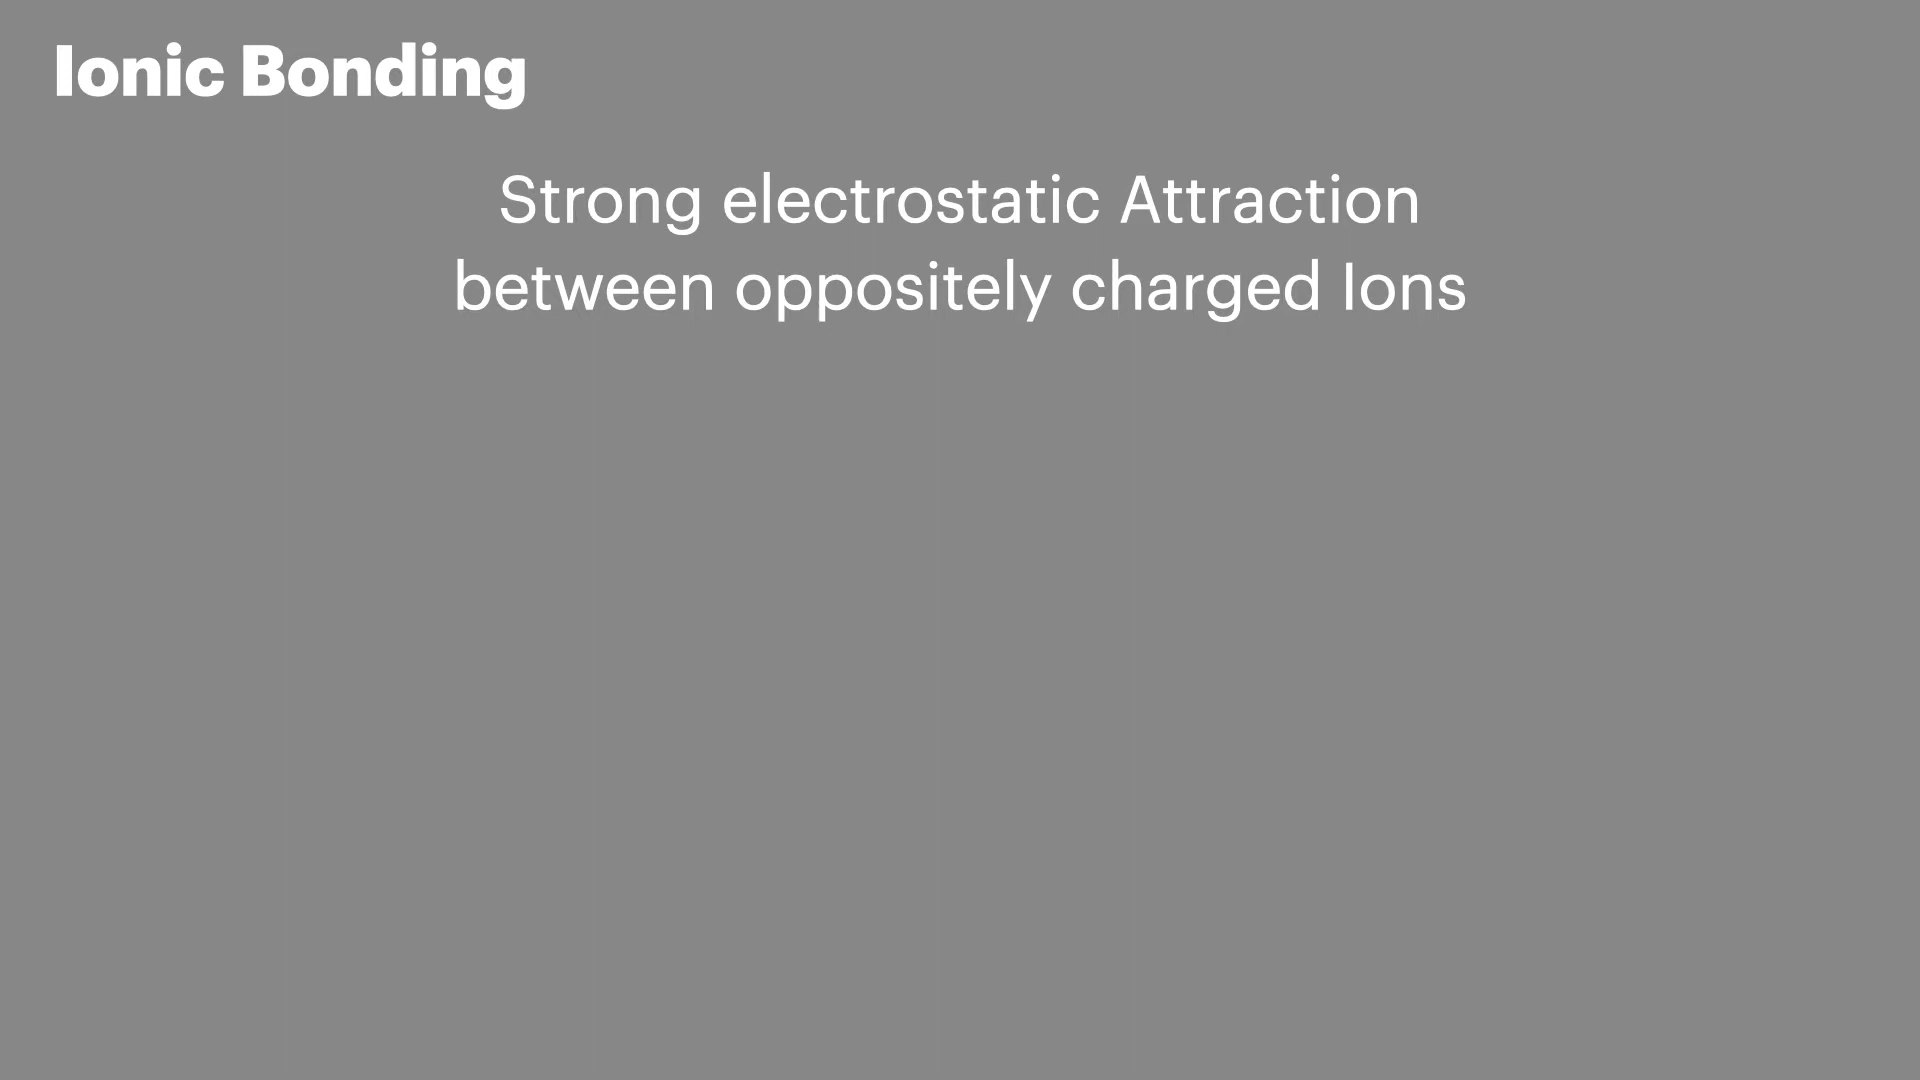 Ionic Bonding
Strong electrostatic Attraction
between oppositely charged Ions